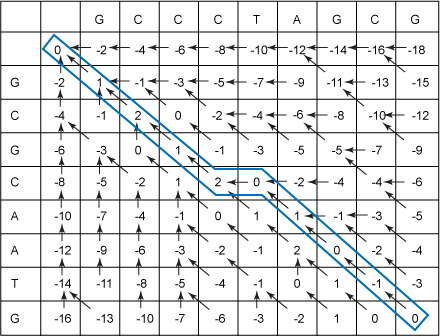 G C C C T A G C G
0 -2 -4 -6 -8 -10 -12 -14 -16 -18
G -2 1 -1 -3 -5 -7 -9 -11 -13 -15
C -4 -1 2 0 -2 -4 -6 -8 -10 -12
G -6 -3 0 1 -1 -3 -5 -5 -7 -9
C -8 -5 -2 1 2 0 -2 -4 -4 -6
A -10 -7 -4 -1 0 1 1 -1 -3 -5
A -12 -9 -6 -3 -2 -1 2 0 -2 -4
T -14 -11 -8 -5 -4 -1 0 1 -1 -3
G -16 -13 -10 -7 -6 -3 -2 1 0 0